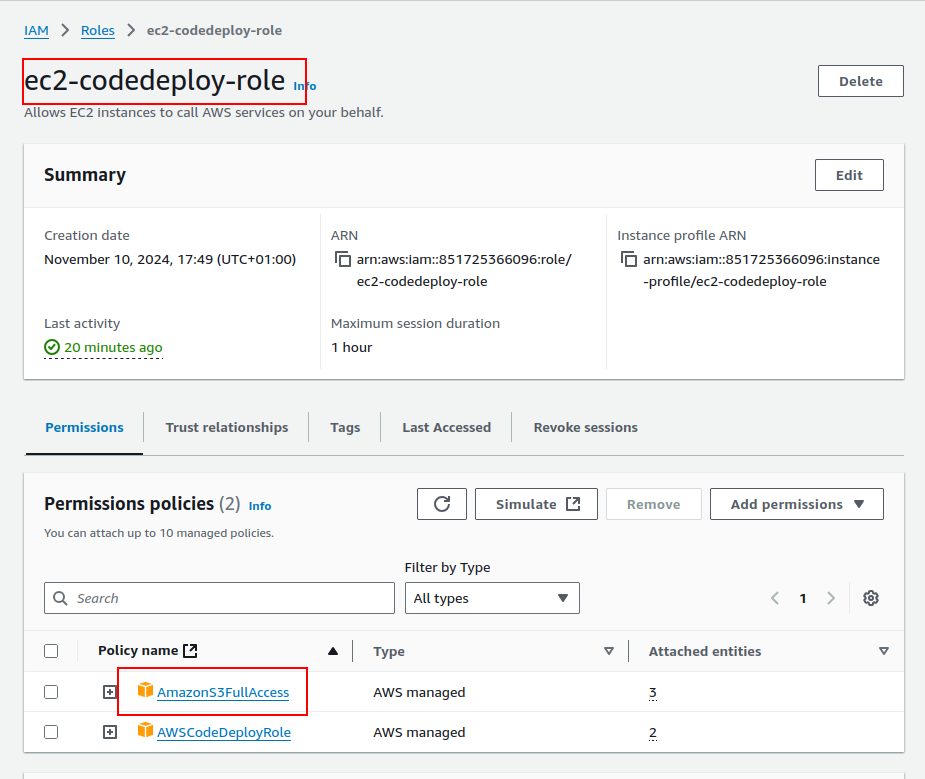 IAM > Roles > ec2-codedeploy-role
ec2-codedeploy-role Info
Delete
Allows EC2 instances to call AWS services on your behalf.
Summary
Edit
Creation date
November 10, 2024, 17:49 (UTC+01:00)
ARN
arn:aws:iam::851725366096:role/
ec2-codedeploy-role
Instance profile ARN
arn:aws:iam::851725366096:instance
-profile/ec2-codedeploy-role
Last activity
20 minutes ago
Maximum session duration
1 hour
Permissions Trust relationships Tags Last Accessed Revoke sessions
Permissions policies (2) Info
Simulate Remove Add permissions
You can attach up to 10 managed policies.
Filter by Type
Search All types 1
Policy name Type Attached entities
AmazonS3FullAccess AWS managed 3
AWSCodeDeployRole AWS managed 2